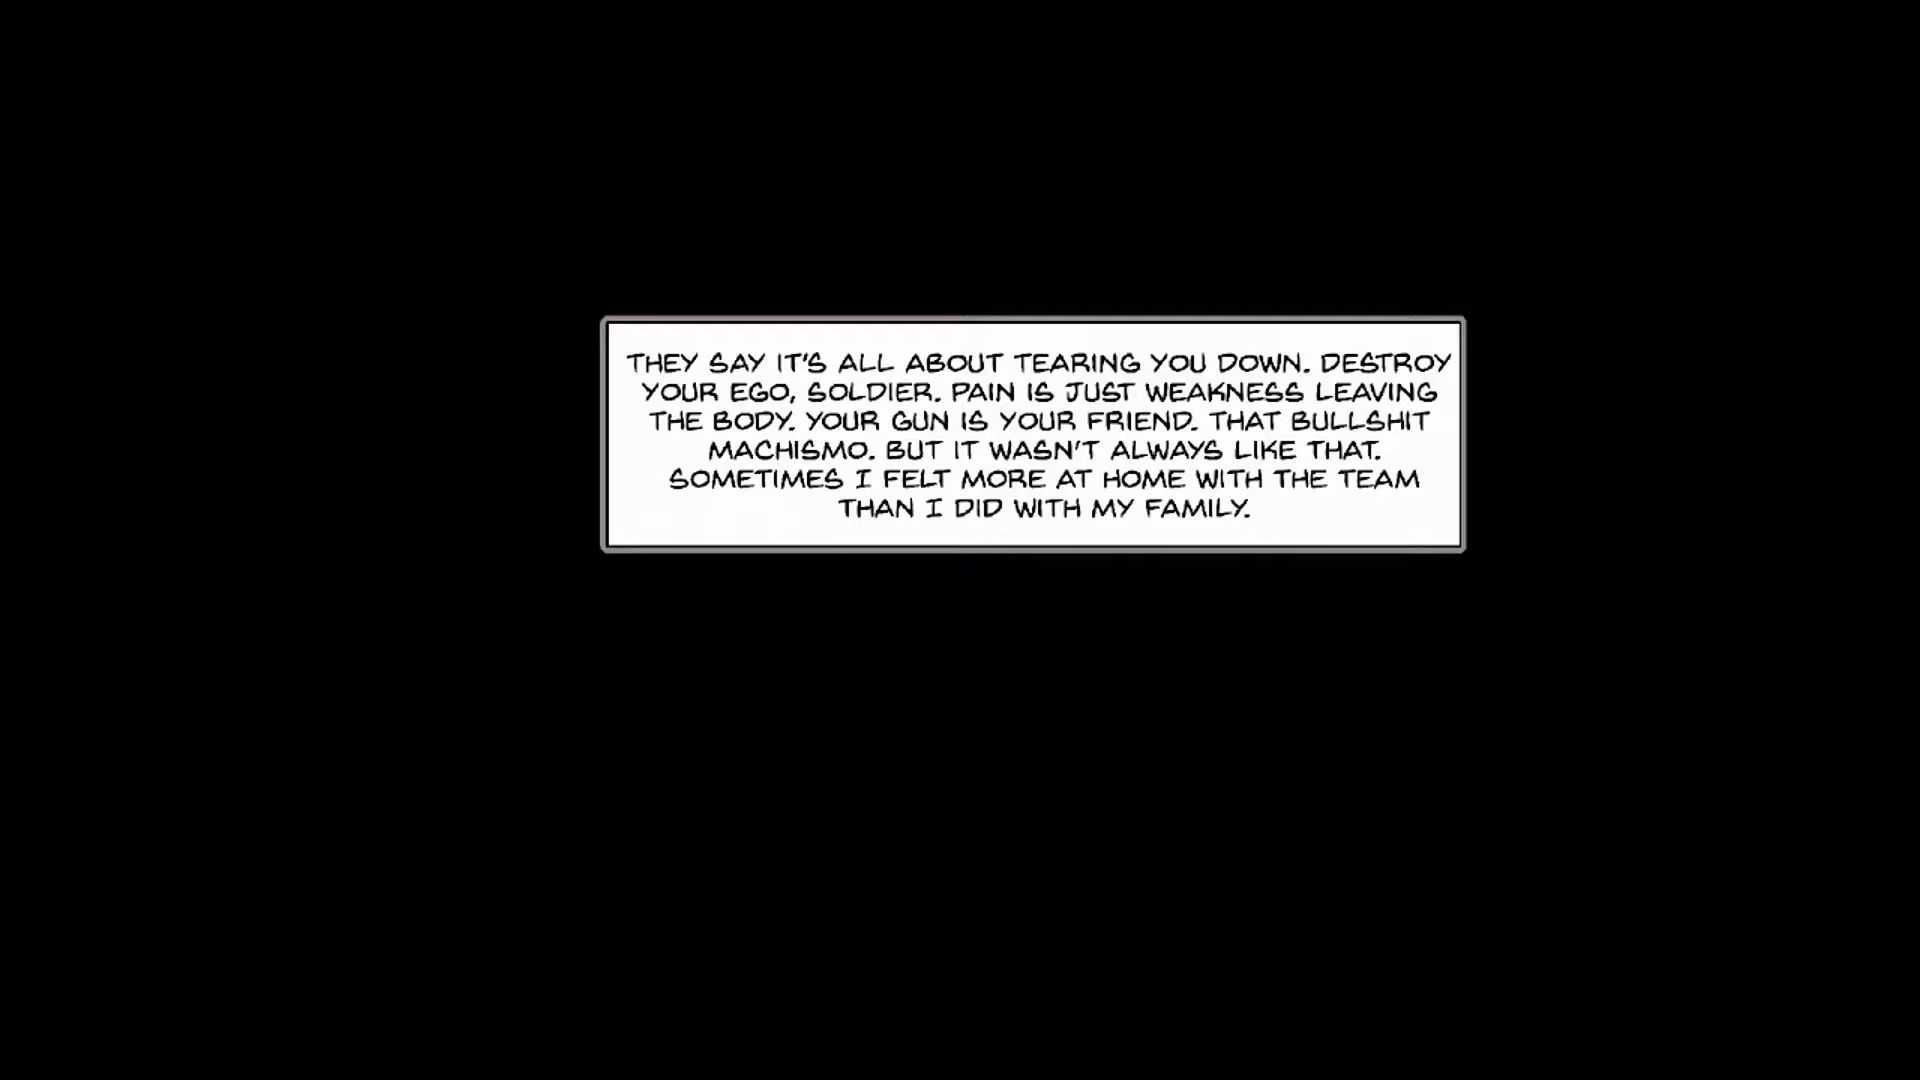 THEY SAY IT'S ALL ABOUT TEARING YOU DOWN. DESTROY
YOUR EGO, SOLDIER. PAIN IS JUST WEAKNESS LEAVING
THE BODY. YOUR GUN IS YOUR FRIEND. THAT BULLSHIT
MACHISMO. BUT IT WASN'T ALWAYS LIKE THAT.
SOMETIMES I FELT MORE AT HOME WITH THE TEAM
THAN I DID WITH MY FAMILY.